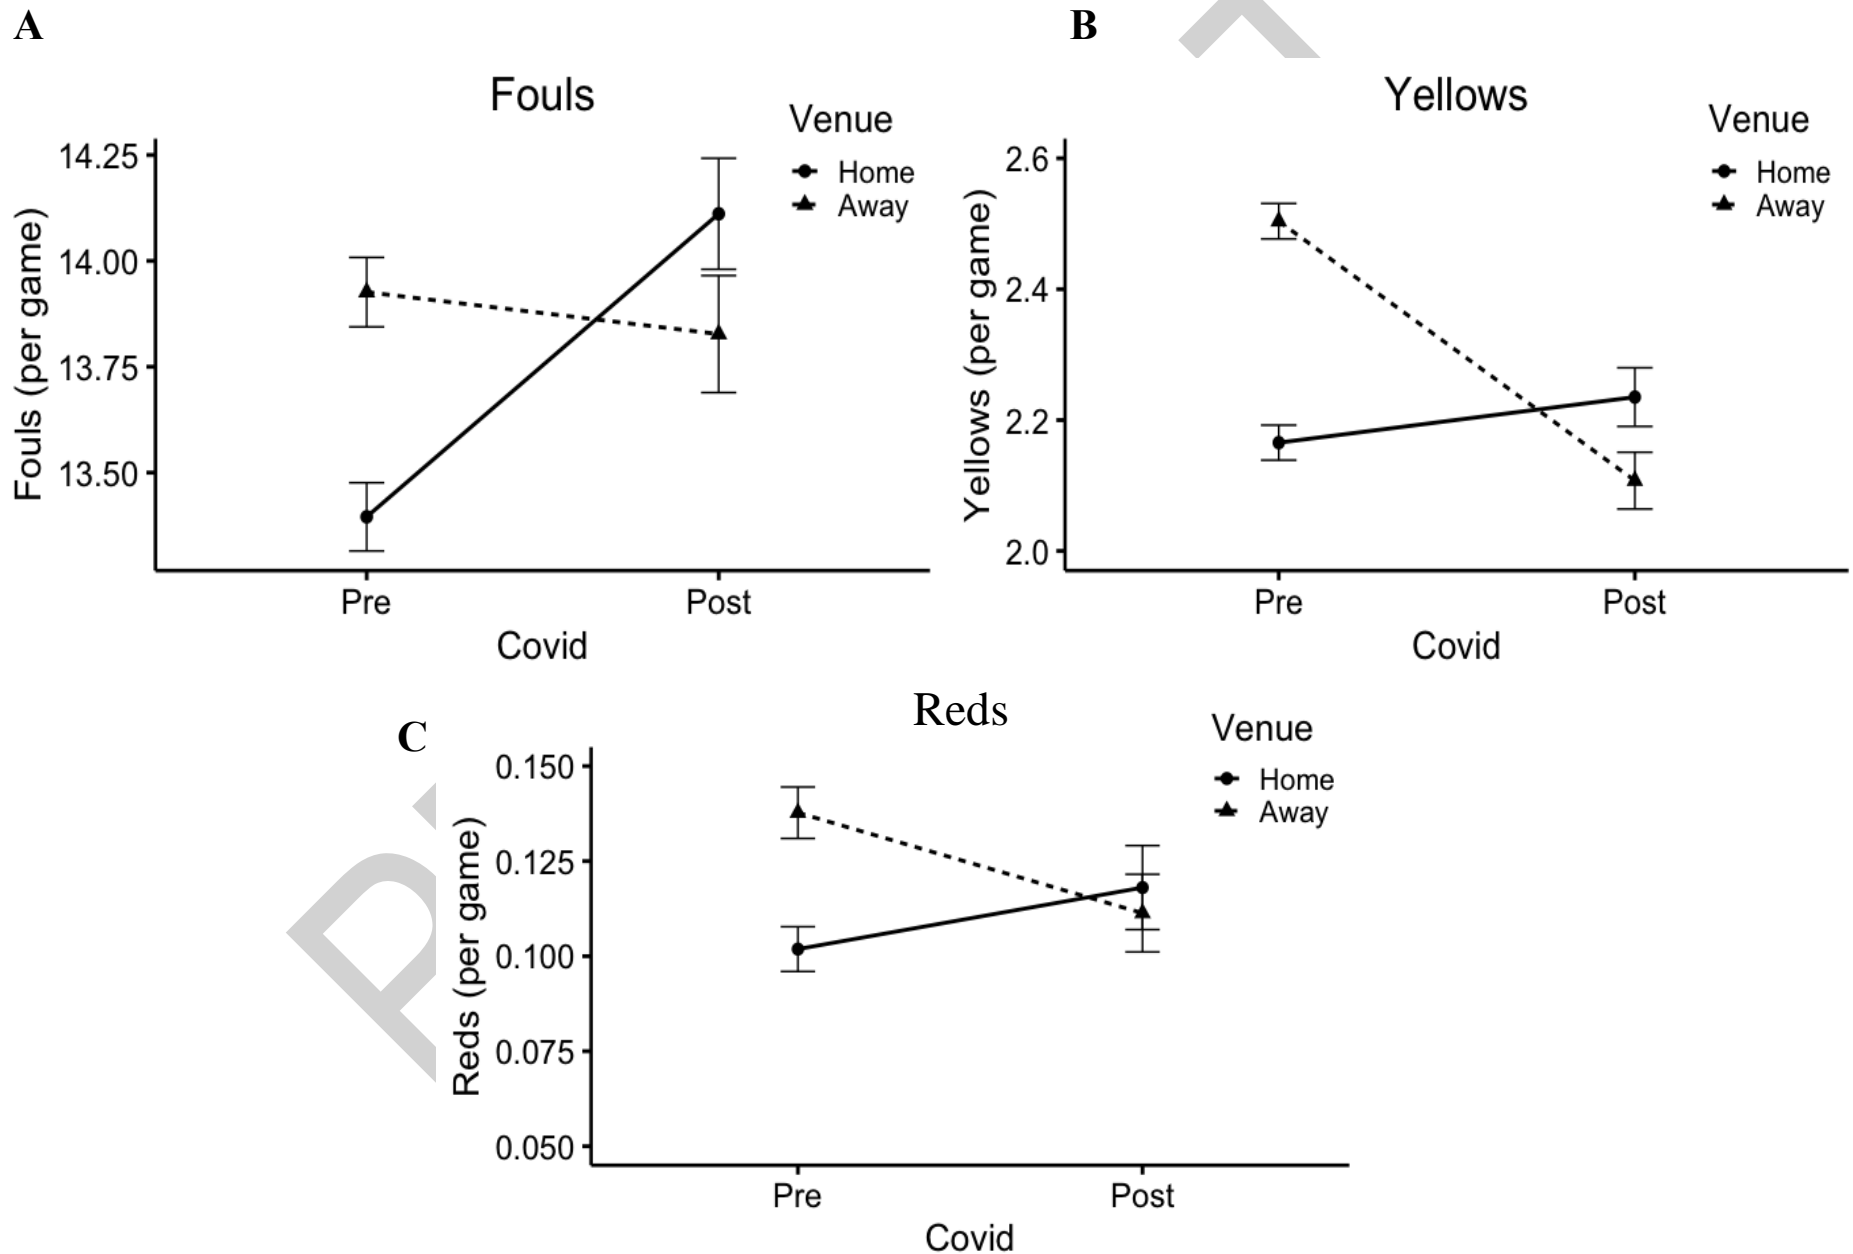 A
Fouls
Venue
Home
Away
14.25
14.00
13.75
13.50
Fouls (per game)
Pre
Post
Covid
B
Yellows
Venue
Home
Away
2.6
2.4
2.2
2.0
Yellows (per game)
Pre
Post
Covid
C
Reds
Venue
Home
Away
0.150
0.125
0.100
0.075
0.050
Reds (per game)
Pre
Post
Covid